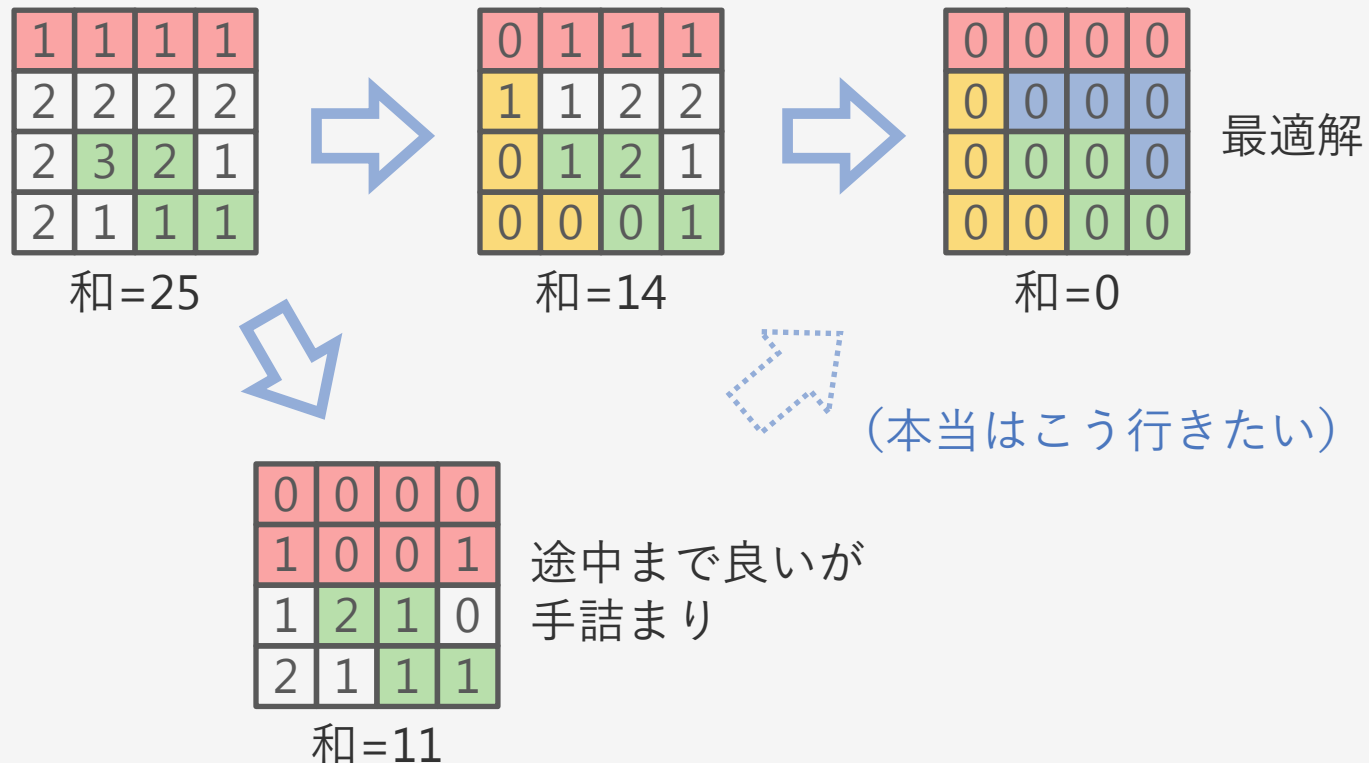 1 1 1 1
2 2 2 2
2 3 2 1
2 1 1 1
和=25
0 1 1 1
1 1 2 2
0 1 2 1
0 0 0 1
和=14
0 0 0 0
0 0 0 0
0 0 0 0
0 0 0 0
和=0
最適解
(本当はこう行きたい)
0 0 0 0
1 0 0 1
1 2 1 0
2 1 1 1
和=11
途中まで良いが
手詰まり